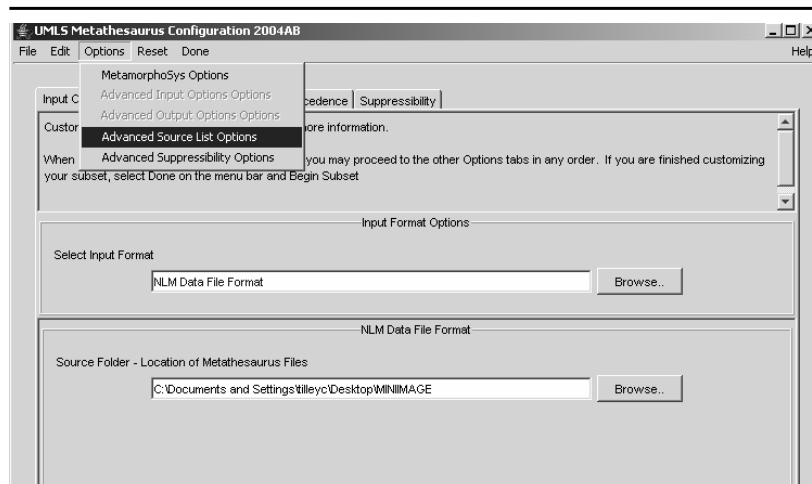 UMLS Metathesaurus Configuration 2004AB
File Edit Options Reset Done Help
MetamorphoSys Options
Advanced Input Options Options
Advanced Output Options Options
Advanced Source List Options
Advanced Suppressibility Options
Input C cedence Suppressibility
Custor ore information.
When you may proceed to the other Options tabs in any order. If you are finished customizing
your subset, select Done on the menu bar and Begin Subset
Input Format Options
Select Input Format
NLM Data File Format Browse..
NLM Data File Format
Source Folder - Location of Metathesaurus Files
C:\Documents and Settings\tilleyc\Desktop\MINIIMAGE Browse..